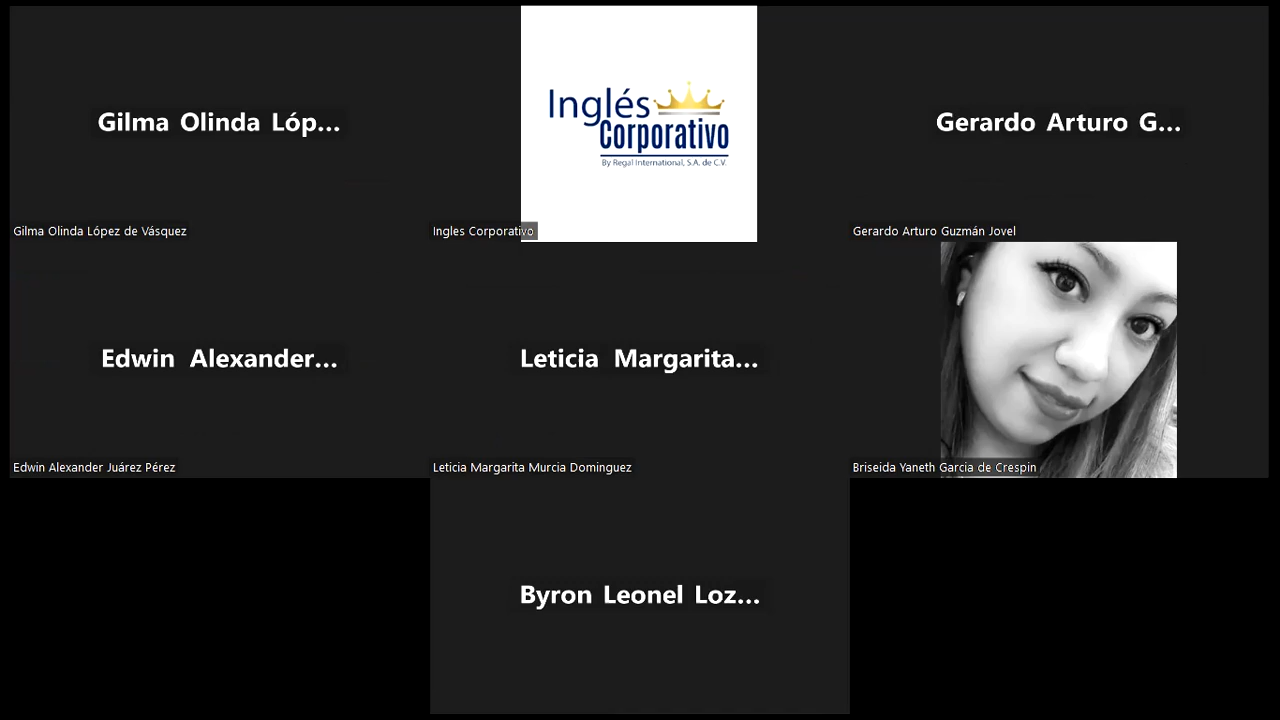 Gilma Olinda Lóp...
Inglés
Corporativo
By Regal International, S.A. de C.V.
Gerardo Arturo G...
Gilma Olinda López de Vásquez
Ingles Corporativo
Gerardo Arturo Guzmán Jovel
Edwin Alexander...
Leticia Margarita...
Edwin Alexander Juárez Pérez
Leticia Margarita Murcia Dominguez
Briseida Yaneth Garcia de Crespin
Byron Leonel Loz...